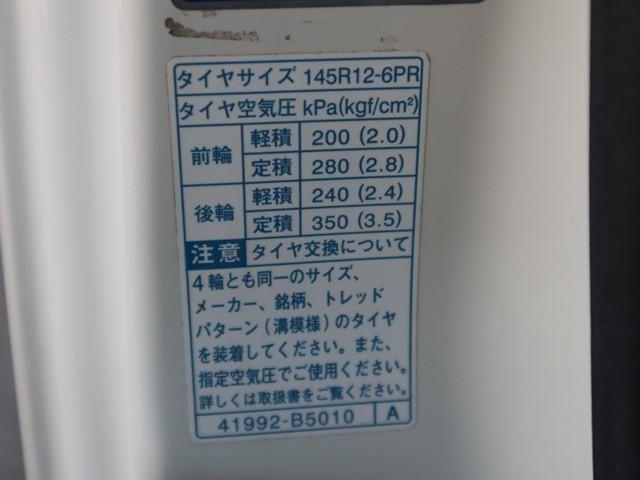 タイヤサイズ 145R12-6PR
タイヤ空気圧 kPa(kgf/cm²)
前輪 軽積 200 (2.0)
定積 280 (2.8)
後輪 軽積 240 (2.4)
定積 350 (3.5)
注意 タイヤ交換について
4輪とも同一のサイズ、
メーカー、銘柄、トレッド
パターン(溝模様)のタイヤ
を装着してください。また、
指定空気圧でご使用ください。
詳しくは取扱書をご覧ください。
41992-B5010 A